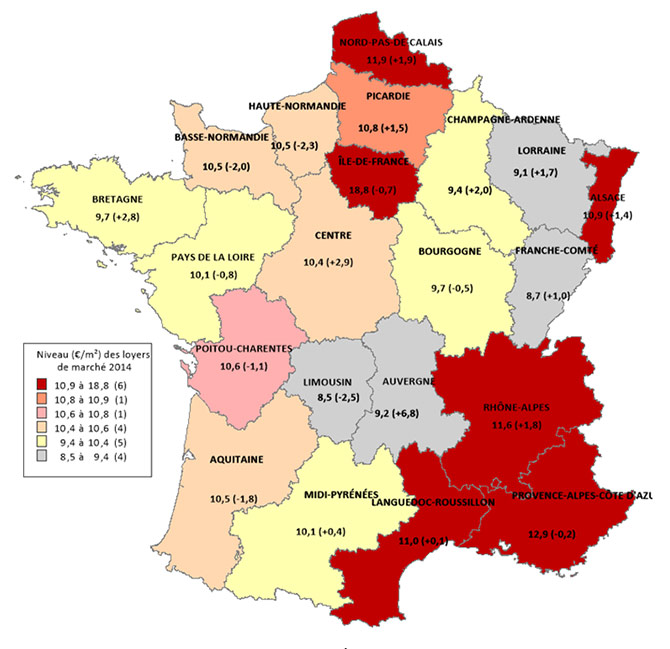 NORD-PAS-DE-CALAIS
11,9 (+1,9)
PICARDIE
10,8 (+1,5)
HAUTE-NORMANDIE
10,5 (-2,3)
BASSE-NORMANDIE
10,5 (-2,0)
CHAMPAGNE-ARDENNE
9,4 (+2,0)
LORRAINE
9,1 (+1,7)
ÎLE-DE-FRANCE
18,8 (-0,7)
ALSACE
10,9 (+1,4)
BRETAGNE
9,7 (+2,8)
PAYS DE LA LOIRE
10,1 (-0,8)
CENTRE
10,4 (+2,9)
BOURGOGNE
9,7 (-0,5)
FRANCHE-COMTÉ
8,7 (+1,0)
POITOU-CHARENTES
10,6 (-1,1)
LIMOUSIN
8,5 (-2,5)
AUVERGNE
9,2 (+6,8)
RHÔNE-ALPES
11,6 (+1,8)
AQUITAINE
10,5 (-1,8)
MIDI-PYRÉNÉES
10,1 (+0,4)
LANGUEDOC-ROUSSILLON
11,0 (+0,1)
PROVENCE-ALPES-CÔTE D'AZU
12,9 (-0,2)
Niveau (€/m²) des loyers
de marché 2014
10,9 à 18,8 (6)
10,8 à 10,9 (1)
10,6 à 10,8 (1)
10,4 à 10,6 (4)
9,4 à 10,4 (5)
8,5 à 9,4 (4)